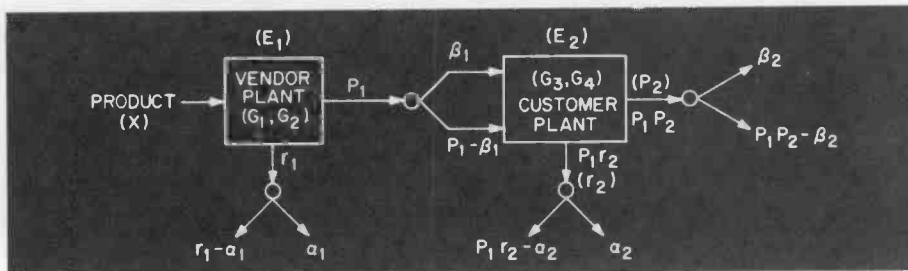 (E₁)
(E₂)
PRODUCT
(X)
VENDOR
PLANT
(G₁, G₂)
P₁
β₁
P₁-β₁
(G₃, G₄)
CUSTOMER
PLANT
(P₂)
P₁ P₂
β₂
P₁ P₂-β₂
r₁
r₁-α₁
α₁
P₁ r₂
(r₂)
P₁ r₂-α₂
α₂